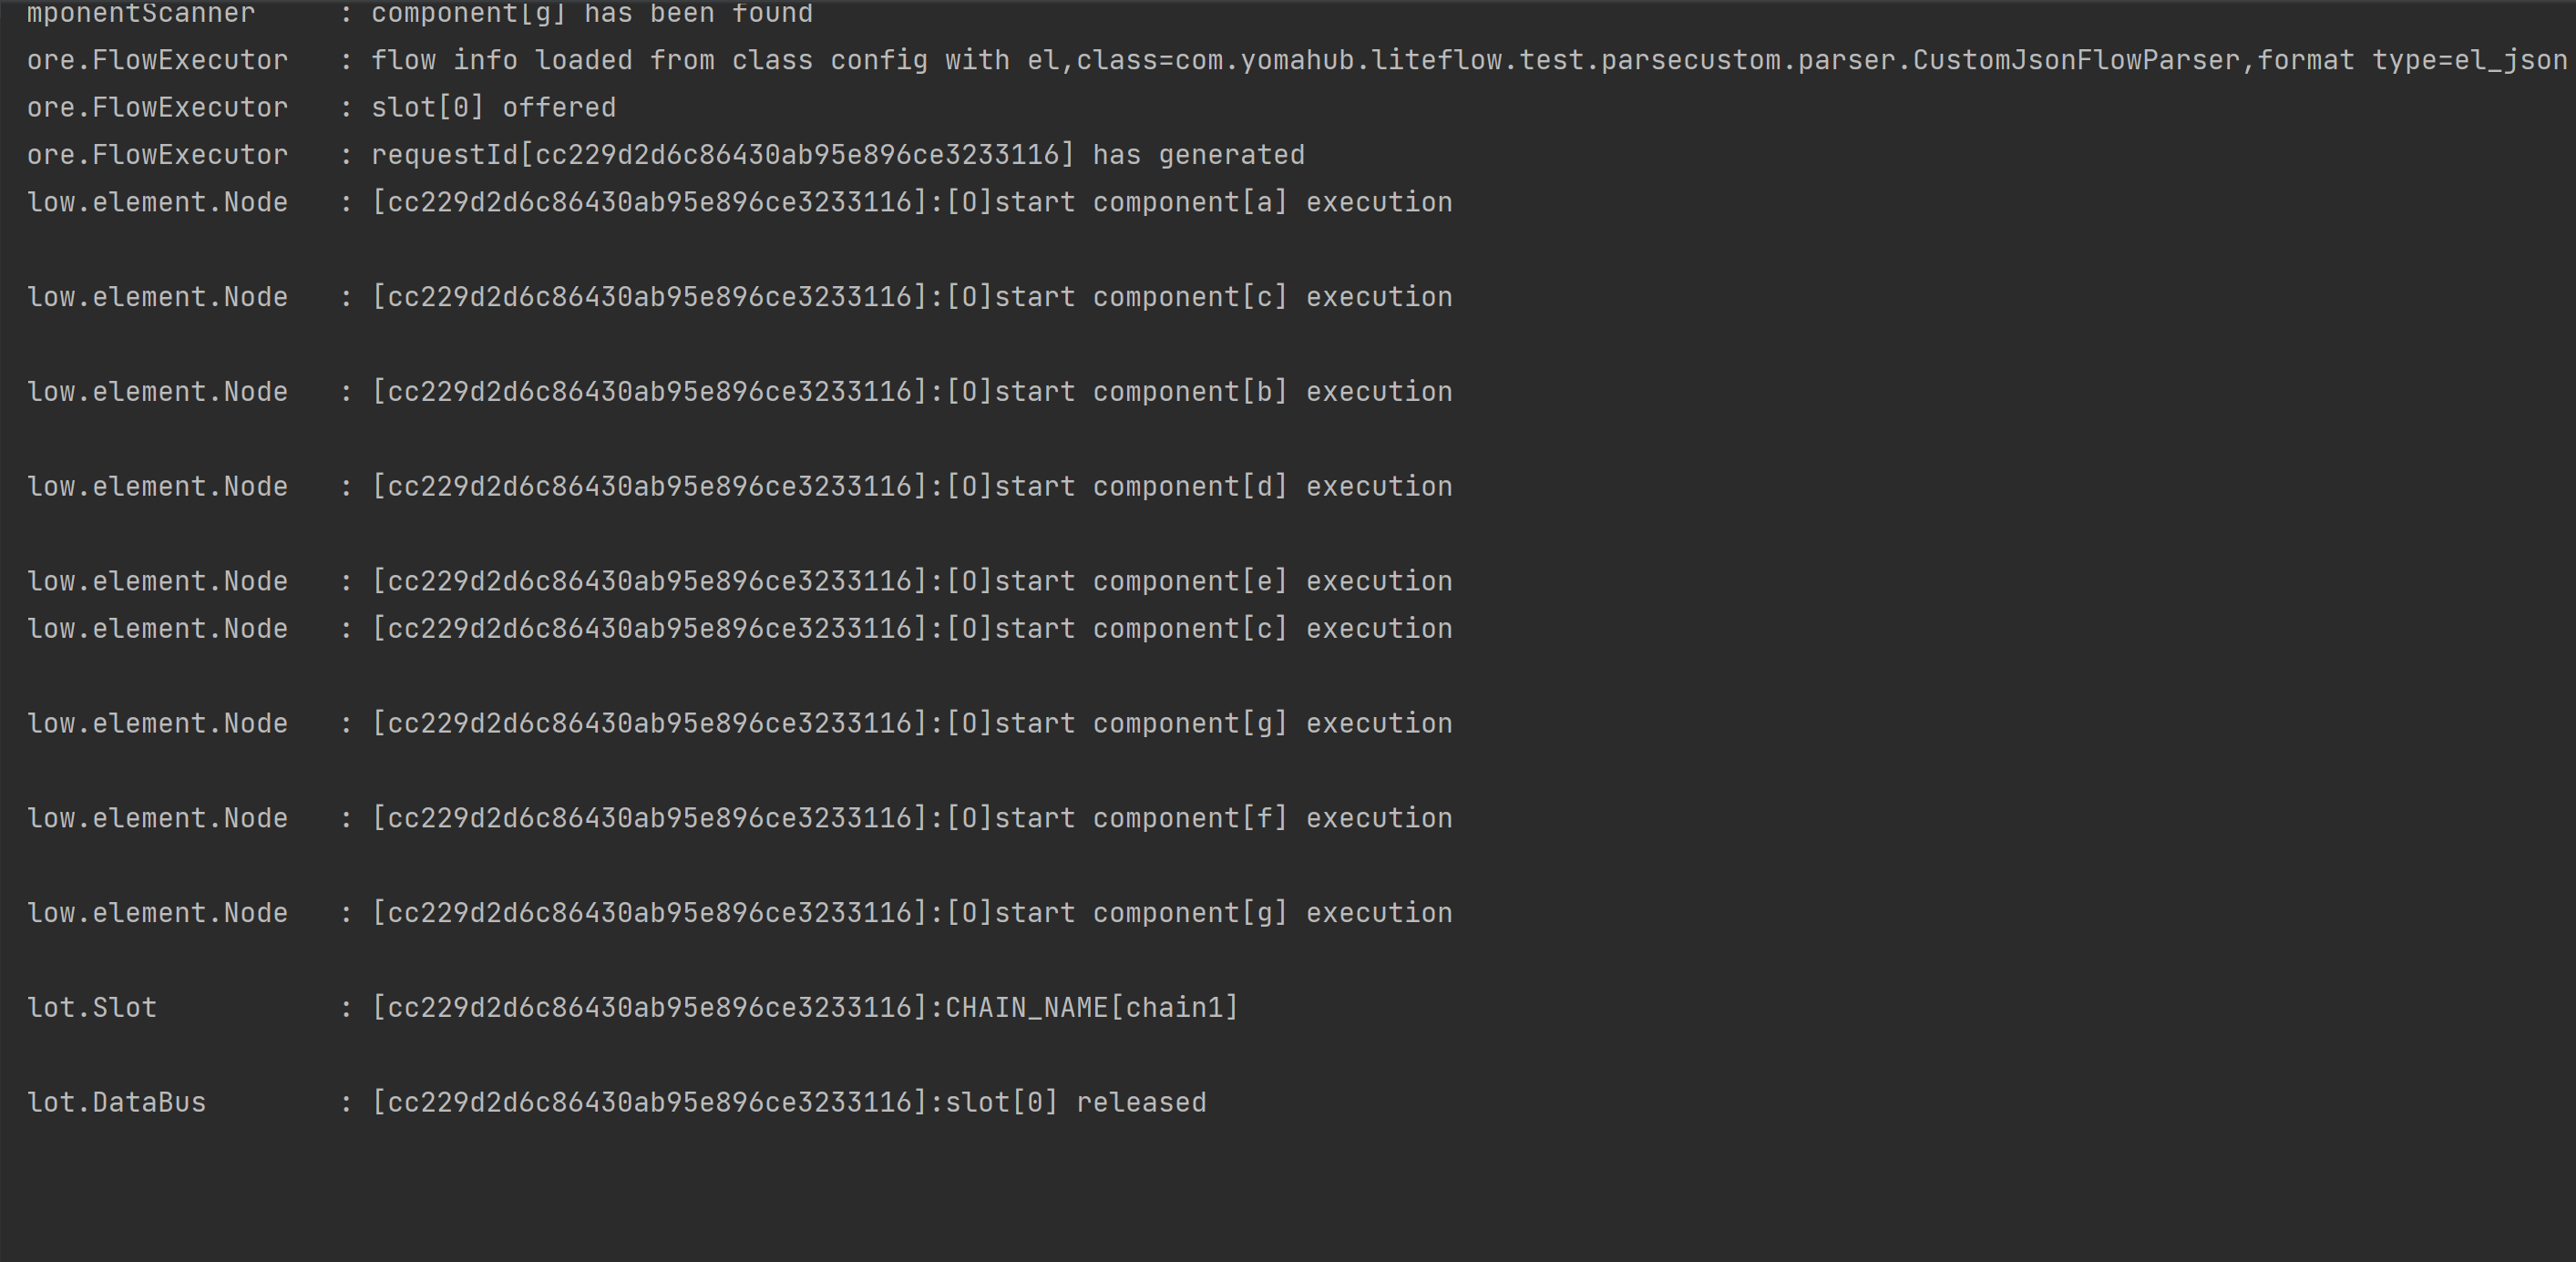 mponentScanner : component[g] has been found
ore.FlowExecutor : flow info loaded from class config with el,class=com.yomahub.liteflow.test.parsecustom.parser.CustomJsonFlowParser,format type=el_json
ore.FlowExecutor : slot[0] offered
ore.FlowExecutor : requestId[cc229d2d6c86430ab95e896ce3233116] has generated
low.element.Node : [cc229d2d6c86430ab95e896ce3233116]:[O]start component[a] execution
low.element.Node : [cc229d2d6c86430ab95e896ce3233116]:[O]start component[c] execution
low.element.Node : [cc229d2d6c86430ab95e896ce3233116]:[O]start component[b] execution
low.element.Node : [cc229d2d6c86430ab95e896ce3233116]:[O]start component[d] execution
low.element.Node : [cc229d2d6c86430ab95e896ce3233116]:[O]start component[e] execution
low.element.Node : [cc229d2d6c86430ab95e896ce3233116]:[O]start component[c] execution
low.element.Node : [cc229d2d6c86430ab95e896ce3233116]:[O]start component[g] execution
low.element.Node : [cc229d2d6c86430ab95e896ce3233116]:[O]start component[f] execution
low.element.Node : [cc229d2d6c86430ab95e896ce3233116]:[O]start component[g] execution
lot.Slot : [cc229d2d6c86430ab95e896ce3233116]:CHAIN_NAME[chain1]
lot.DataBus : [cc229d2d6c86430ab95e896ce3233116]:slot[0] released